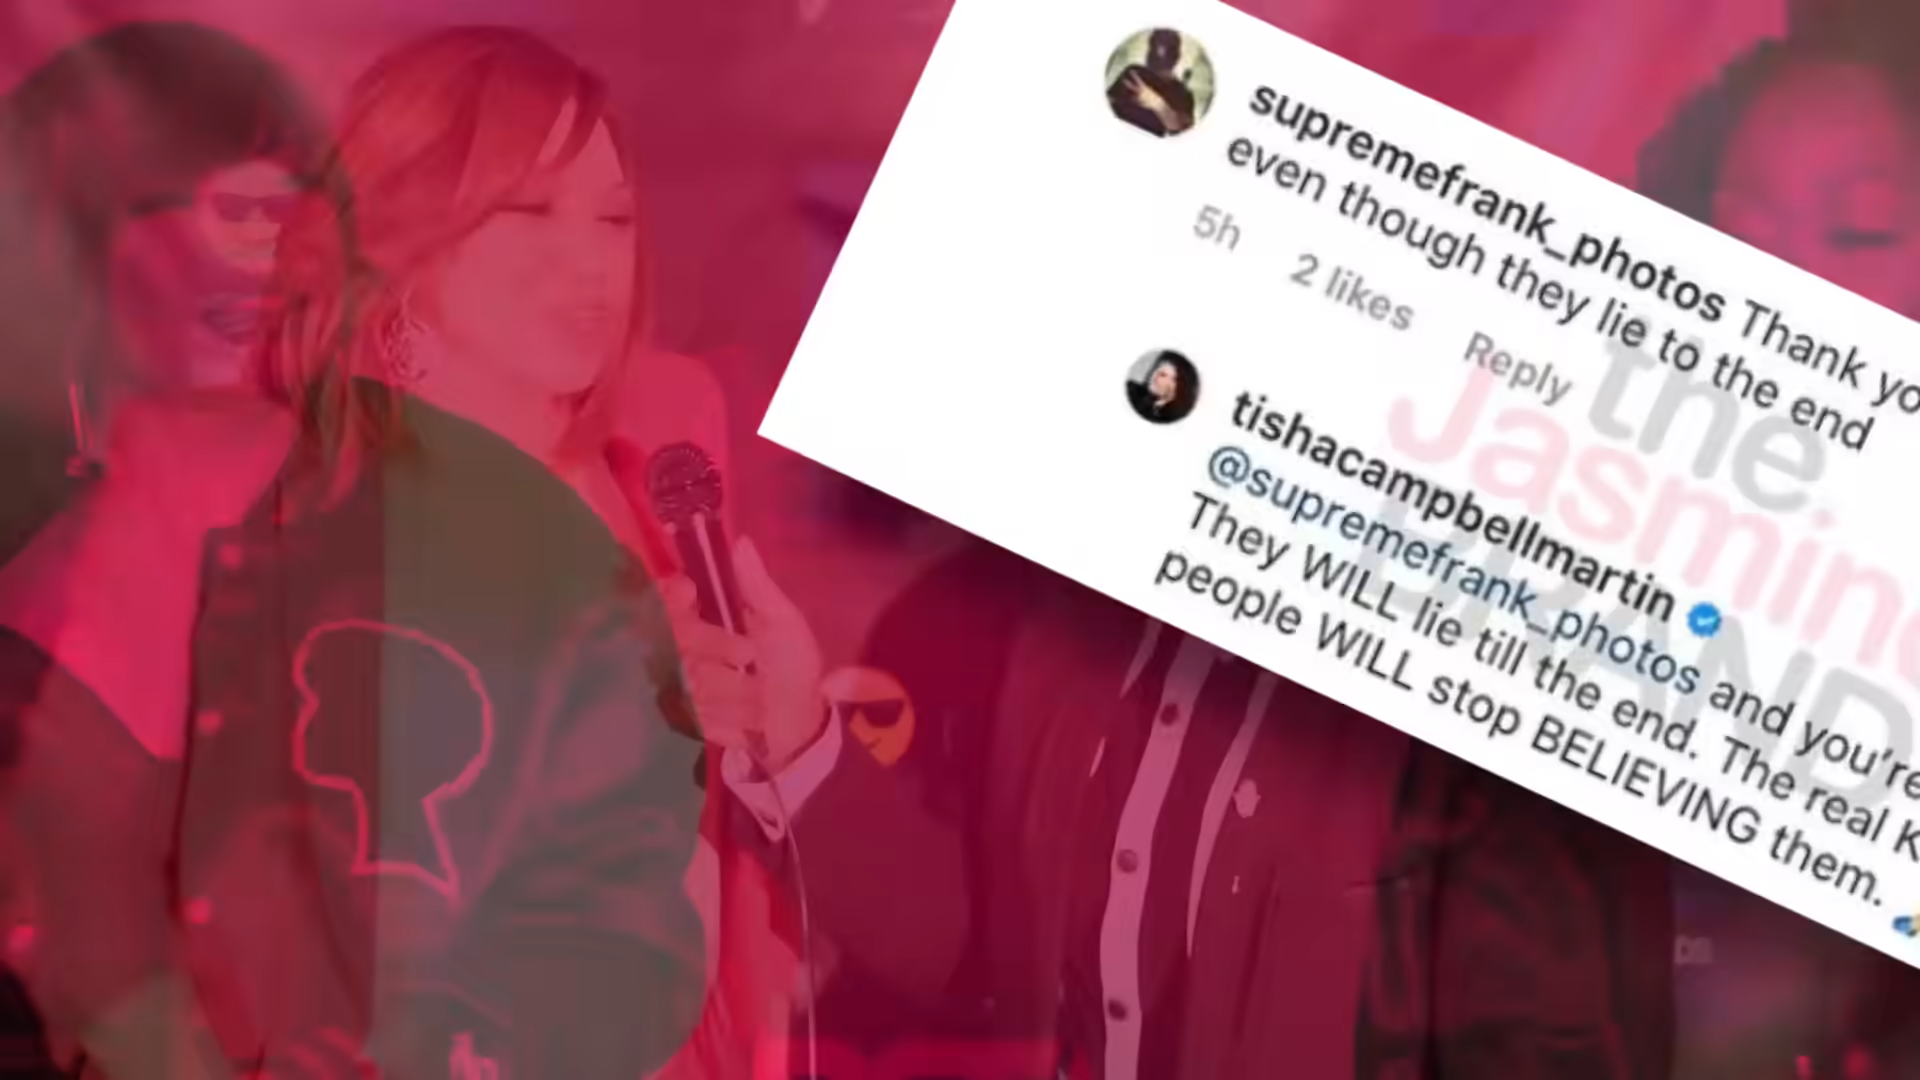 supremefrank_photos Thank yo
even though they lie to the end
5h 2 likes Reply
tishacampbellmartin
@supremefrank_photos and you're
They WILL lie till the end. The real K
people WILL stop BELIEVING them.
the
Jasmine
BRAND